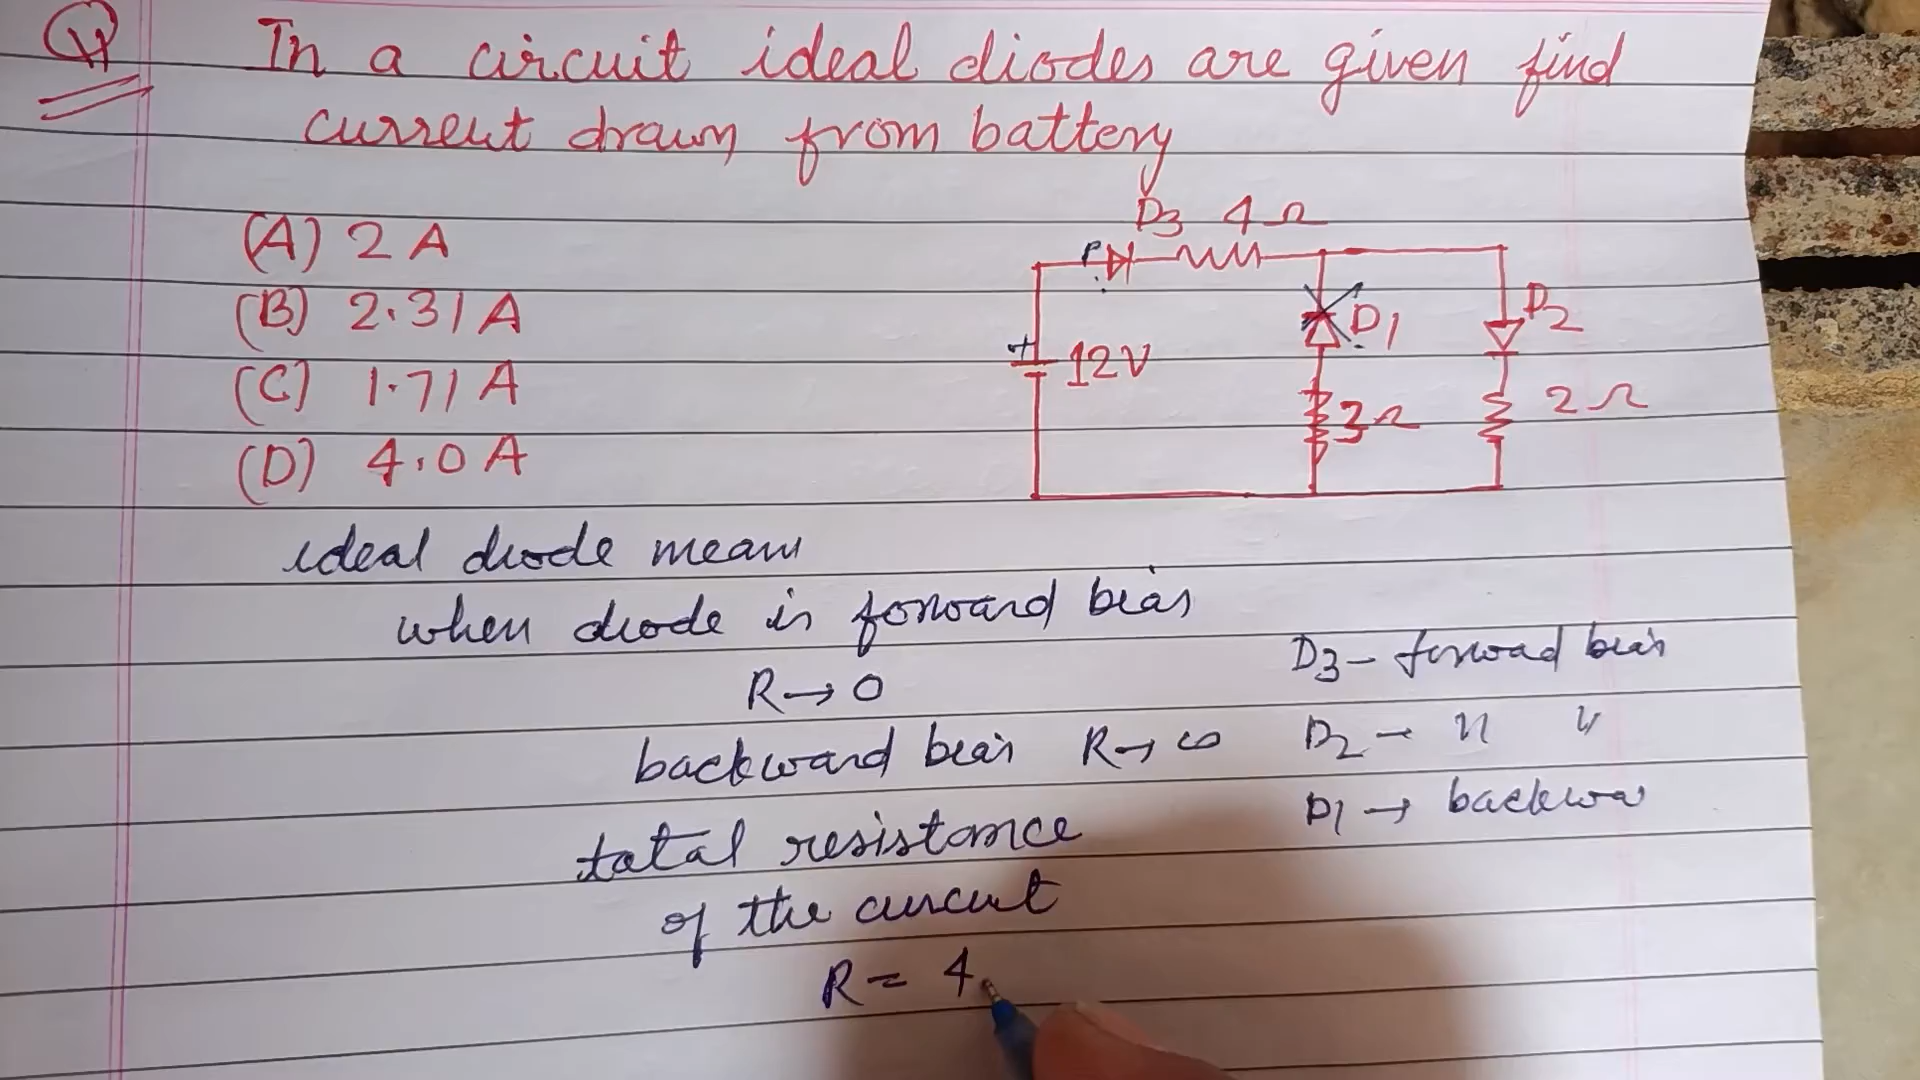 Q
In a circuit ideal diodes are given find
current drawn from battery
(A) 2 A
(B) 2.31 A
(C) 1.71 A
(D) 4.0 A
D3 4 Ω
P
D1
D2
+
12V
3Ω
2 Ω
ideal diode mean
when diode is forward bias
R→0
backward bias R→∞
D3 – forwad bias
D2 → 〃 〃
D1 → backwa
total resistance
of the circuit
R = 4